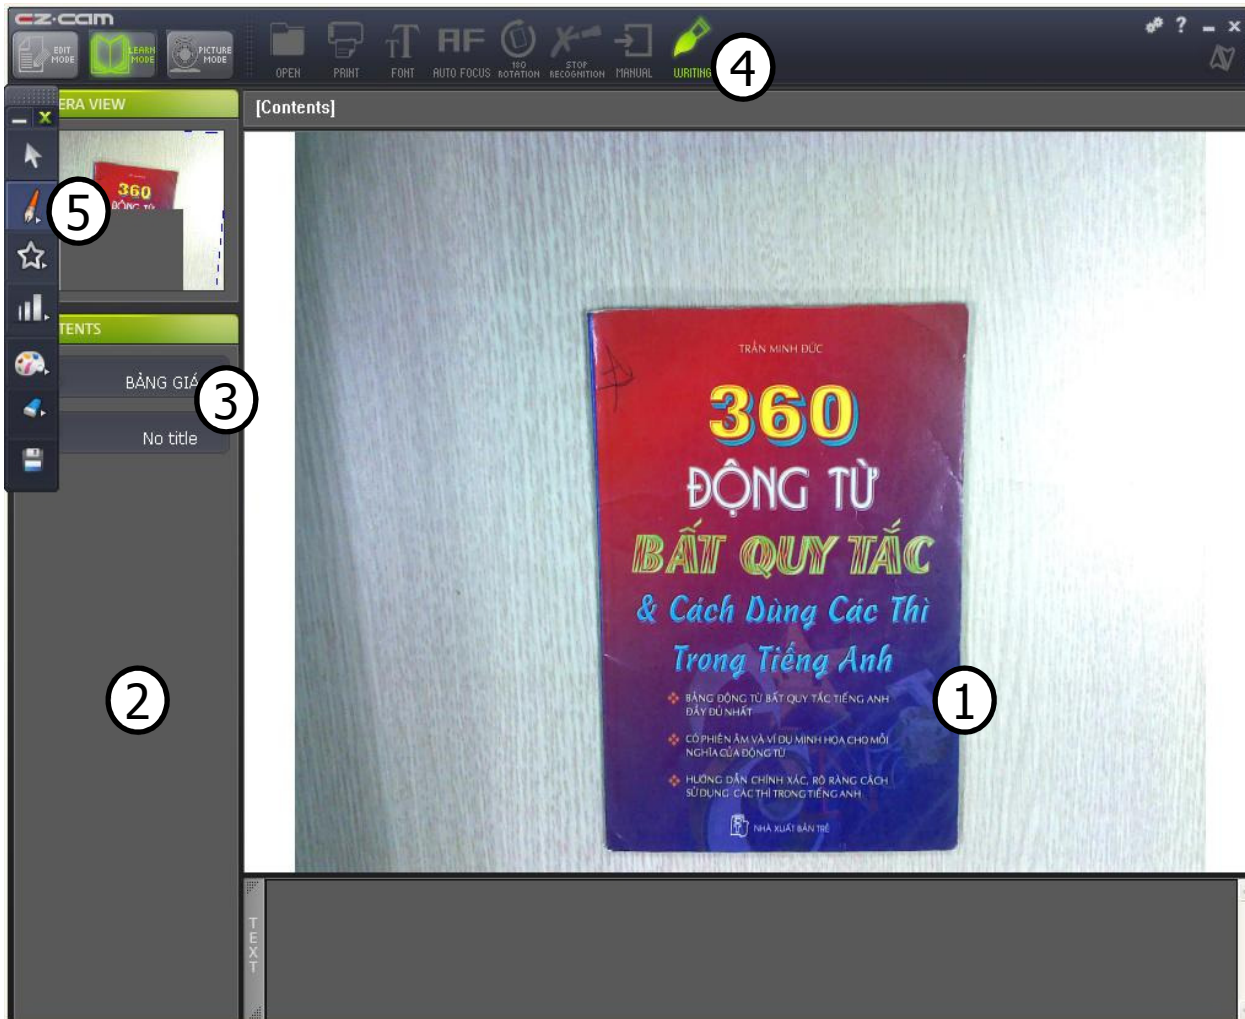 ez-cam
EDIT MODE
LEARN MODE
PICTURE MODE
OPEN
PRINT
FONT
AF
AUTO FOCUS
180 ROTATION
STOP RECOGNITION
MANUAL
WRITING
4
?
ERA VIEW
[Contents]
360
ĐỘNG TỪ
5
TENTS
BẢNG GIÁ
3
No title
2
TRẦN MINH ĐỨC
360
ĐỘNG TỪ
BẤT QUY TẮC
& Cách Dùng Các Thì
Trong Tiếng Anh
BẢNG ĐỘNG TỪ BẤT QUY TẮC TIẾNG ANH
ĐẦY ĐỦ NHẤT
CÓ PHIÊN ÂM VÀ VÍ DỤ MINH HỌA CHO MỖI
NGHĨA CỦA ĐỘNG TỪ
HƯỚNG DẪN CHÍNH XÁC, RÕ RÀNG CÁCH
SỬ DỤNG CÁC THÌ TRONG TIẾNG ANH
NHÀ XUẤT BẢN TRẺ
1
TEXT